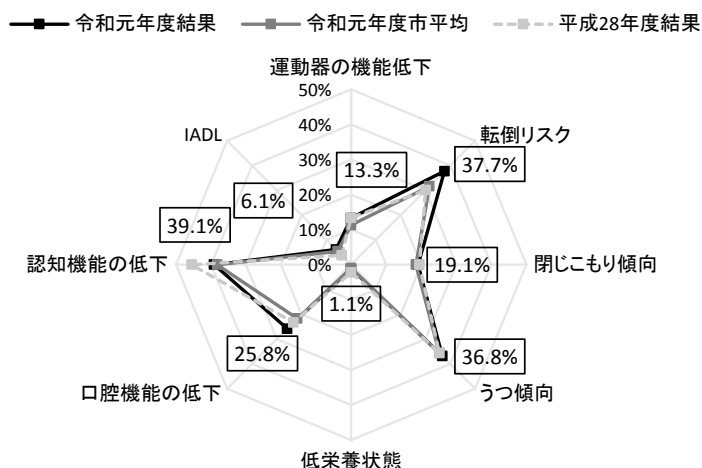 令和元年度結果 令和元年度市平均 平成28年度結果
運動器の機能低下
50%
IADL 40% 転倒リスク
30% 13.3% 37.7%
6.1% 20%
39.1% 10%
認知機能の低下 0% 19.1% 閉じこもり傾向
1.1%
25.8% 36.8%
口腔機能の低下 うつ傾向
低栄養状態